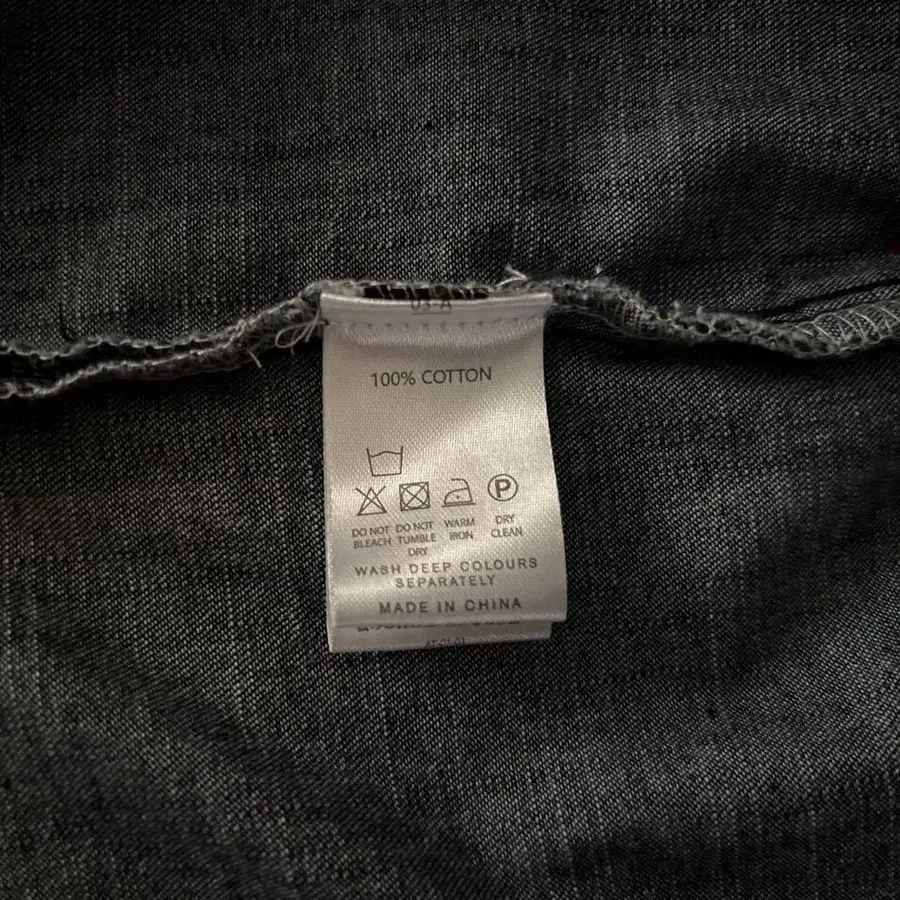 03-A
100% COTTON
P
DO NOT BLEACH
DO NOT TUMBLE DRY
WARM IRON
DRY CLEAN
WASH DEEP COLOURS
SEPARATELY
MADE IN CHINA